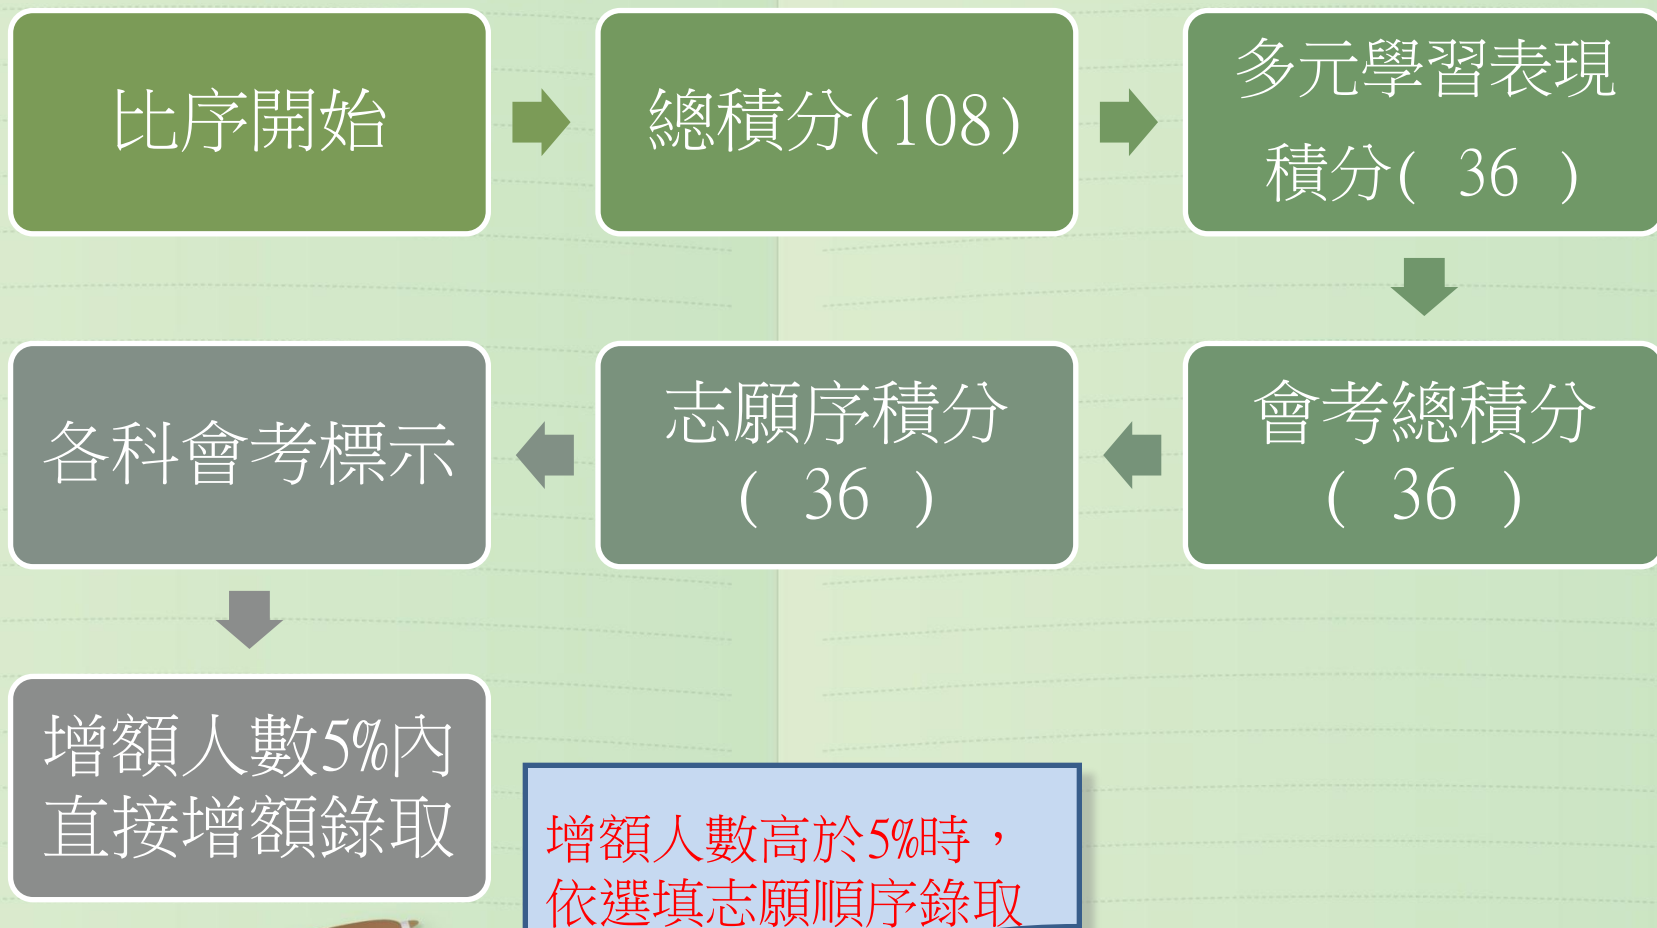 比序開始
總積分(108)
多元學習表現
積分( 36 )
會考總積分
( 36 )
志願序積分
( 36 )
各科會考標示
增額人數5%內
直接增額錄取
增額人數高於5%時，
依選填志願順序錄取